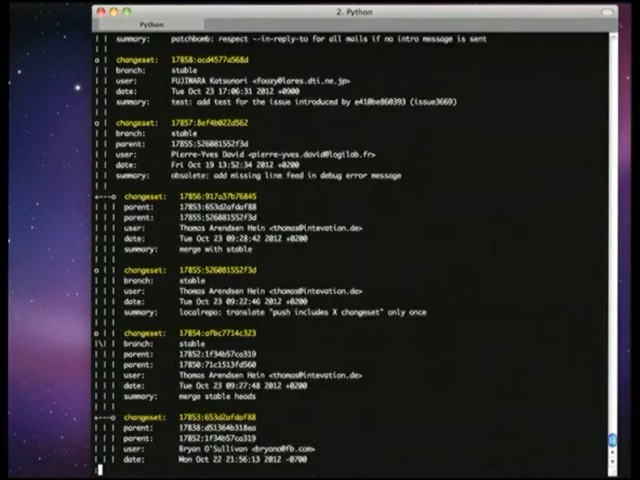 2. Python
Python
| | summary: patchbomb: respect --in-reply-to for all mails if no intro message is sent
o | changeset: 17858:acd4577a568d
| | branch: stable
| | user: FUJIWARA Katsunori <foozy@lares.dti.ne.jp>
| | date: Tue Oct 23 17:06:31 2012 +0900
| | summary: test: add test for the issue introduced by e410be860393 (issue3669)
o | changeset: 17857:8ef4b022d562
| | branch: stable
| | parent: 17855:526081552f3d
| | user: Pierre-Yves David <pierre-yves.david@logilab.fr>
| | date: Fri Oct 19 13:52:34 2012 +0200
| | summary: obsolete: add missing line feed in debug error message
+---o changeset: 17856:917a37b76845
| | | parent: 17853:653d2afdaf88
| | | parent: 17855:526081552f3d
| | | user: Thomas Arendsen Hein <thomas@intevation.de>
| | | date: Tue Oct 23 09:28:42 2012 +0200
| | | summary: merge with stable
o | | changeset: 17855:526081552f3d
| | | branch: stable
| | | user: Thomas Arendsen Hein <thomas@intevation.de>
| | | date: Tue Oct 23 09:22:46 2012 +0200
| | | summary: localrepo: translate "push includes X changeset" only once
o | | changeset: 17854:afbc7714c323
|\| | branch: stable
| | | parent: 17852:1f34b57ca319
| | | parent: 17850:71c1513fd560
| | | user: Thomas Arendsen Hein <thomas@intevation.de>
| | | date: Tue Oct 23 09:27:48 2012 +0200
| | | summary: merge stable heads
+---o changeset: 17853:653d2afdaf88
| | | parent: 17838:d51364b318ea
| | | parent: 17852:1f34b57ca319
| | | user: Bryan O'Sullivan <bryano@fb.com>
| | | date: Mon Oct 22 21:56:13 2012 -0700
: